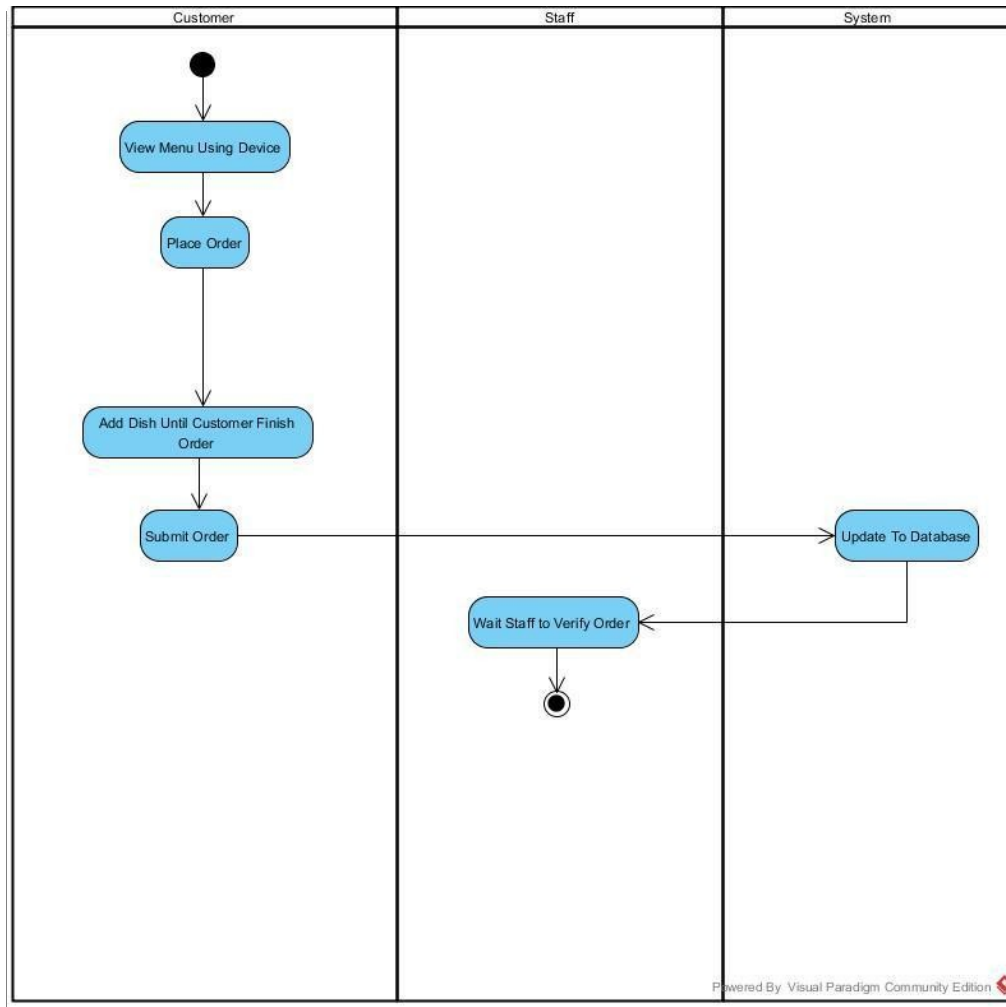 Customer
Staff
System
View Menu Using Device
Place Order
Add Dish Until Customer Finish
Order
Submit Order
Update To Database
Wait Staff to Verify Order
Powered By Visual Paradigm Community Edition